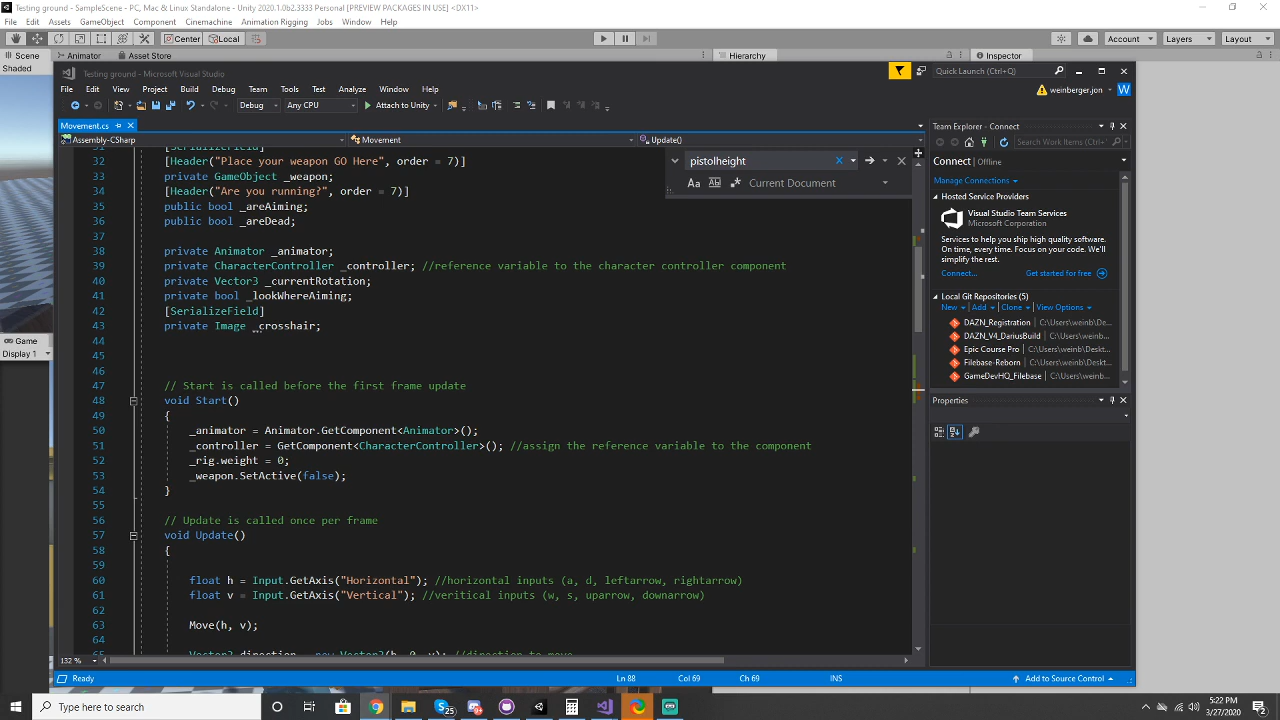 Testing ground - SampleScene - PC, Mac & Linux Standalone - Unity 2020.1.0b2.3333 Personal [PREVIEW PACKAGES IN USE] <DX11>
File Edit Assets GameObject Component Cinemachine Animation Rigging Jobs Window Help
Center Local Account Layers Layout
Scene Animator Asset Store Hierarchy Inspector
Shaded
Game
Display 1
Testing ground - Microsoft Visual Studio
Quick Launch (Ctrl+Q)
File Edit View Project Build Debug Team Tools Test Analyze Window Help
weinberger.jon W
Debug Any CPU Attach to Unity
Movement.cs
Assembly-CSharp Movement Update()
pistolheight
Aa Current Document
32 [Header("Place your weapon GO Here", order = 7)]
33 private GameObject _weapon;
34 [Header("Are you running?", order = 7)]
35 public bool _areAiming;
36 public bool _areDead;
37
38 private Animator _animator;
39 private CharacterController _controller; //reference variable to the character controller component
40 private Vector3 _currentRotation;
41 private bool _lookWhereAiming;
42 [SerializeField]
43 private Image _crosshair;
44
45
46
47 // Start is called before the first frame update
48 void Start()
49 {
50 _animator = Animator.GetComponent<Animator>();
51 _controller = GetComponent<CharacterController>(); //assign the reference variable to the component
52 _rig.weight = 0;
53 _weapon.SetActive(false);
54 }
55
56 // Update is called once per frame
57 void Update()
58 {
59
60 float h = Input.GetAxis("Horizontal"); //horizontal inputs (a, d, leftarrow, rightarrow)
61 float v = Input.GetAxis("Vertical"); //veritical inputs (w, s, uparrow, downarrow)
62
63 Move(h, v);
64
132 %
Ready Ln 88 Col 69 Ch 69 INS Add to Source Control
Team Explorer - Connect
Search Work Items (Ctrl+
Connect Offline
Manage Connections
Hosted Service Providers
Visual Studio Team Services
Microsoft Corporation
Services to help you ship high quality software.
On time, every time. Focus on your code. We'll
simplify the rest.
Connect... Get started for free
Local Git Repositories (5)
New Add Clone View Options
DAZN_Registration C:\Users\weinb\De...
DAZN_V4_DariusBuild C:\Users\weinb\De...
Epic Course Pro C:\Users\weinb\Deskt...
Filebase-Reborn C:\Users\weinb\Deskt...
GameDevHQ_Filebase C:\Users\weinb\Deskt...
Properties
Type here to search
25
5:22 PM
3/27/2020
2